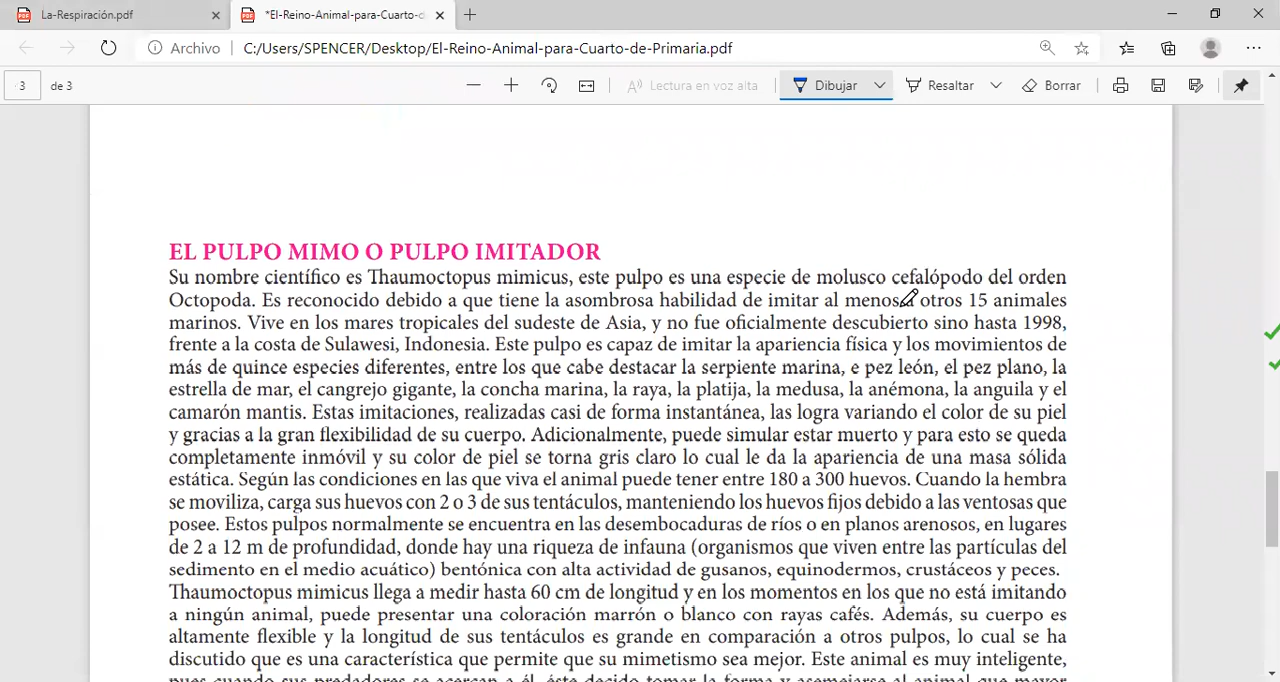 La-Respiración.pdf
*El-Reino-Animal-para-Cuarto-d
Archivo
C:/Users/SPENCER/Desktop/El-Reino-Animal-para-Cuarto-de-Primaria.pdf
3 de 3
Lectura en voz alta
Dibujar
Resaltar
Borrar
EL PULPO MIMO O PULPO IMITADOR
Su nombre científico es Thaumoctopus mimicus, este pulpo es una especie de molusco cefalópodo del orden
Octopoda. Es reconocido debido a que tiene la asombrosa habilidad de imitar al menos otros 15 animales
marinos. Vive en los mares tropicales del sudeste de Asia, y no fue oficialmente descubierto sino hasta 1998,
frente a la costa de Sulawesi, Indonesia. Este pulpo es capaz de imitar la apariencia física y los movimientos de
más de quince especies diferentes, entre los que cabe destacar la serpiente marina, e pez león, el pez plano, la
estrella de mar, el cangrejo gigante, la concha marina, la raya, la platija, la medusa, la anémona, la anguila y el
camarón mantis. Estas imitaciones, realizadas casi de forma instantánea, las logra variando el color de su piel
y gracias a la gran flexibilidad de su cuerpo. Adicionalmente, puede simular estar muerto y para esto se queda
completamente inmóvil y su color de piel se torna gris claro lo cual le da la apariencia de una masa sólida
estática. Según las condiciones en las que viva el animal puede tener entre 180 a 300 huevos. Cuando la hembra
se moviliza, carga sus huevos con 2 o 3 de sus tentáculos, manteniendo los huevos fijos debido a las ventosas que
posee. Estos pulpos normalmente se encuentra en las desembocaduras de ríos o en planos arenosos, en lugares
de 2 a 12 m de profundidad, donde hay una riqueza de infauna (organismos que viven entre las partículas del
sedimento en el medio acuático) bentónica con alta actividad de gusanos, equinodermos, crustáceos y peces.
Thaumoctopus mimicus llega a medir hasta 60 cm de longitud y en los momentos en los que no está imitando
a ningún animal, puede presentar una coloración marrón o blanco con rayas cafés. Además, su cuerpo es
altamente flexible y la longitud de sus tentáculos es grande en comparación a otros pulpos, lo cual se ha
discutido que es una característica que permite que su mimetismo sea mejor. Este animal es muy inteligente,
pues cuando sus predadores se acercan a él, éste decido tomar la forma y asemejarse al animal que mayor